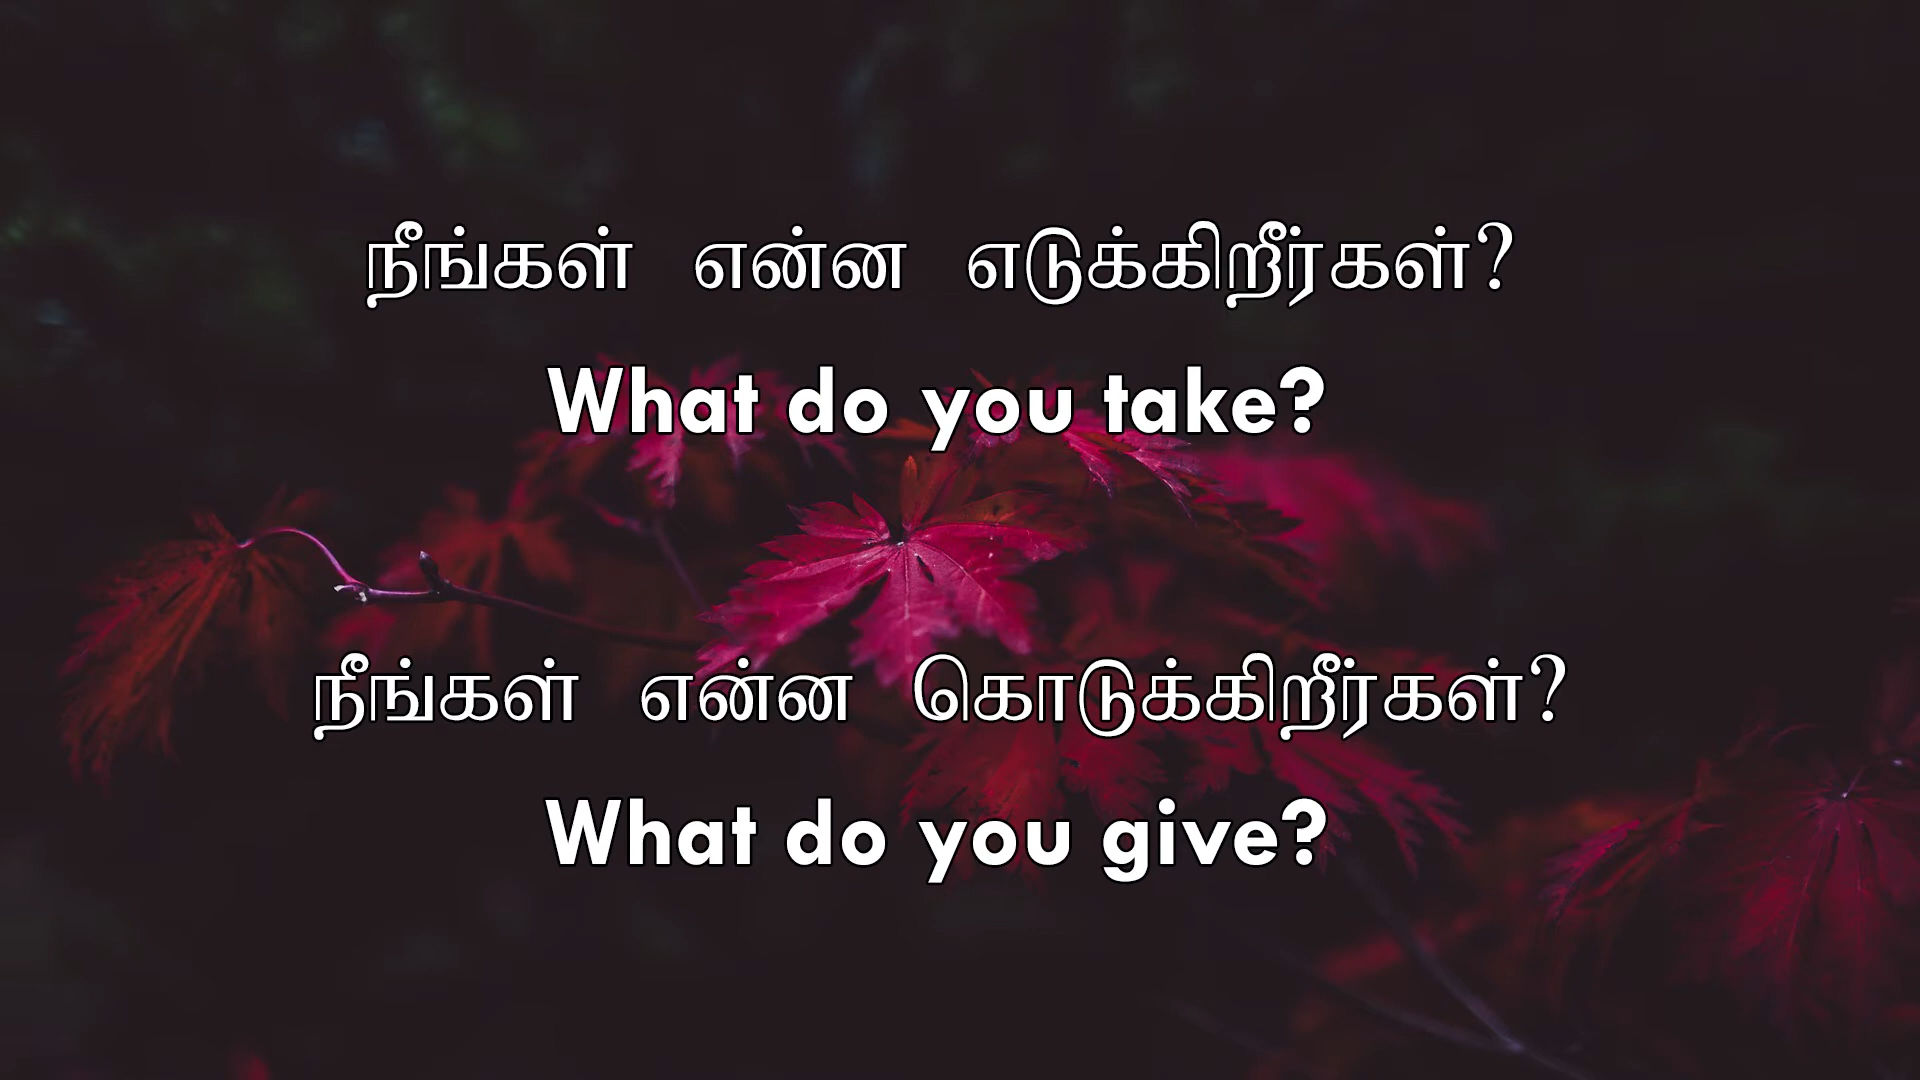 நீங்கள் என்ன எடுக்கிறீர்கள்?
What do you take?
நீங்கள் என்ன கொடுக்கிறீர்கள்?
What do you give?